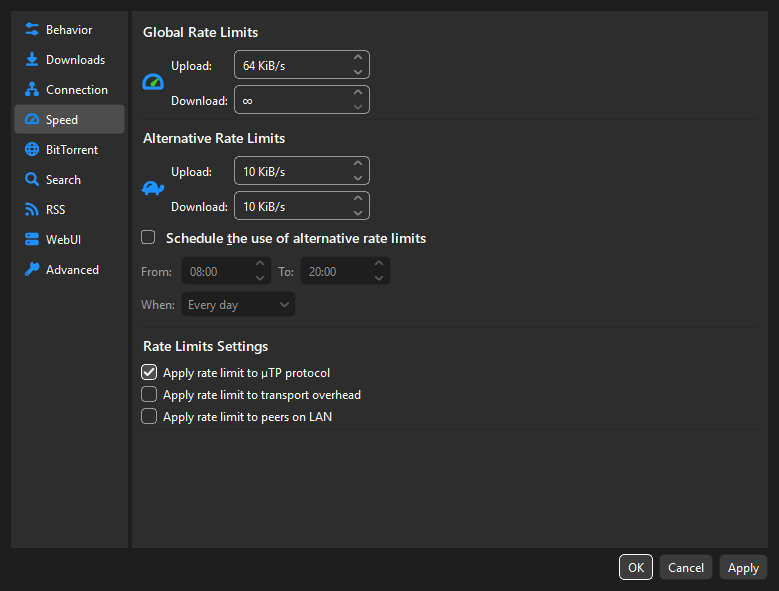 Behavior
Downloads
Connection
Speed
BitTorrent
Search
RSS
WebUI
Advanced
Global Rate Limits
Upload: 64 KiB/s
Download: ∞
Alternative Rate Limits
Upload: 10 KiB/s
Download: 10 KiB/s
Schedule the use of alternative rate limits
From: 08:00 To: 20:00
When: Every day
Rate Limits Settings
Apply rate limit to µTP protocol
Apply rate limit to transport overhead
Apply rate limit to peers on LAN
OK Cancel Apply